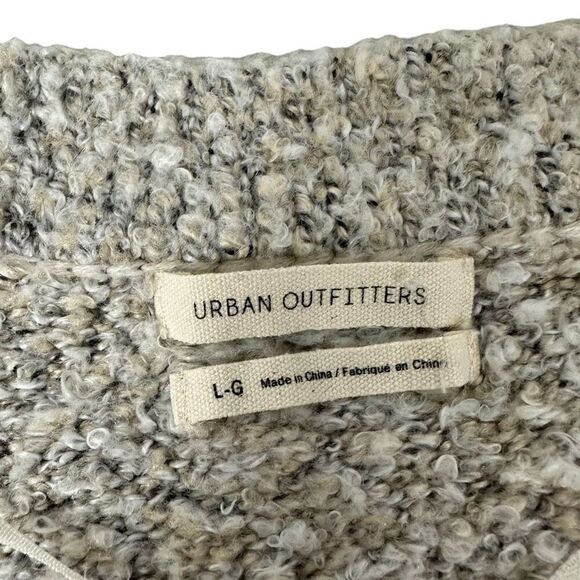 URBAN OUTFITTERS
L-G Made in China / Fabriqué en Chine